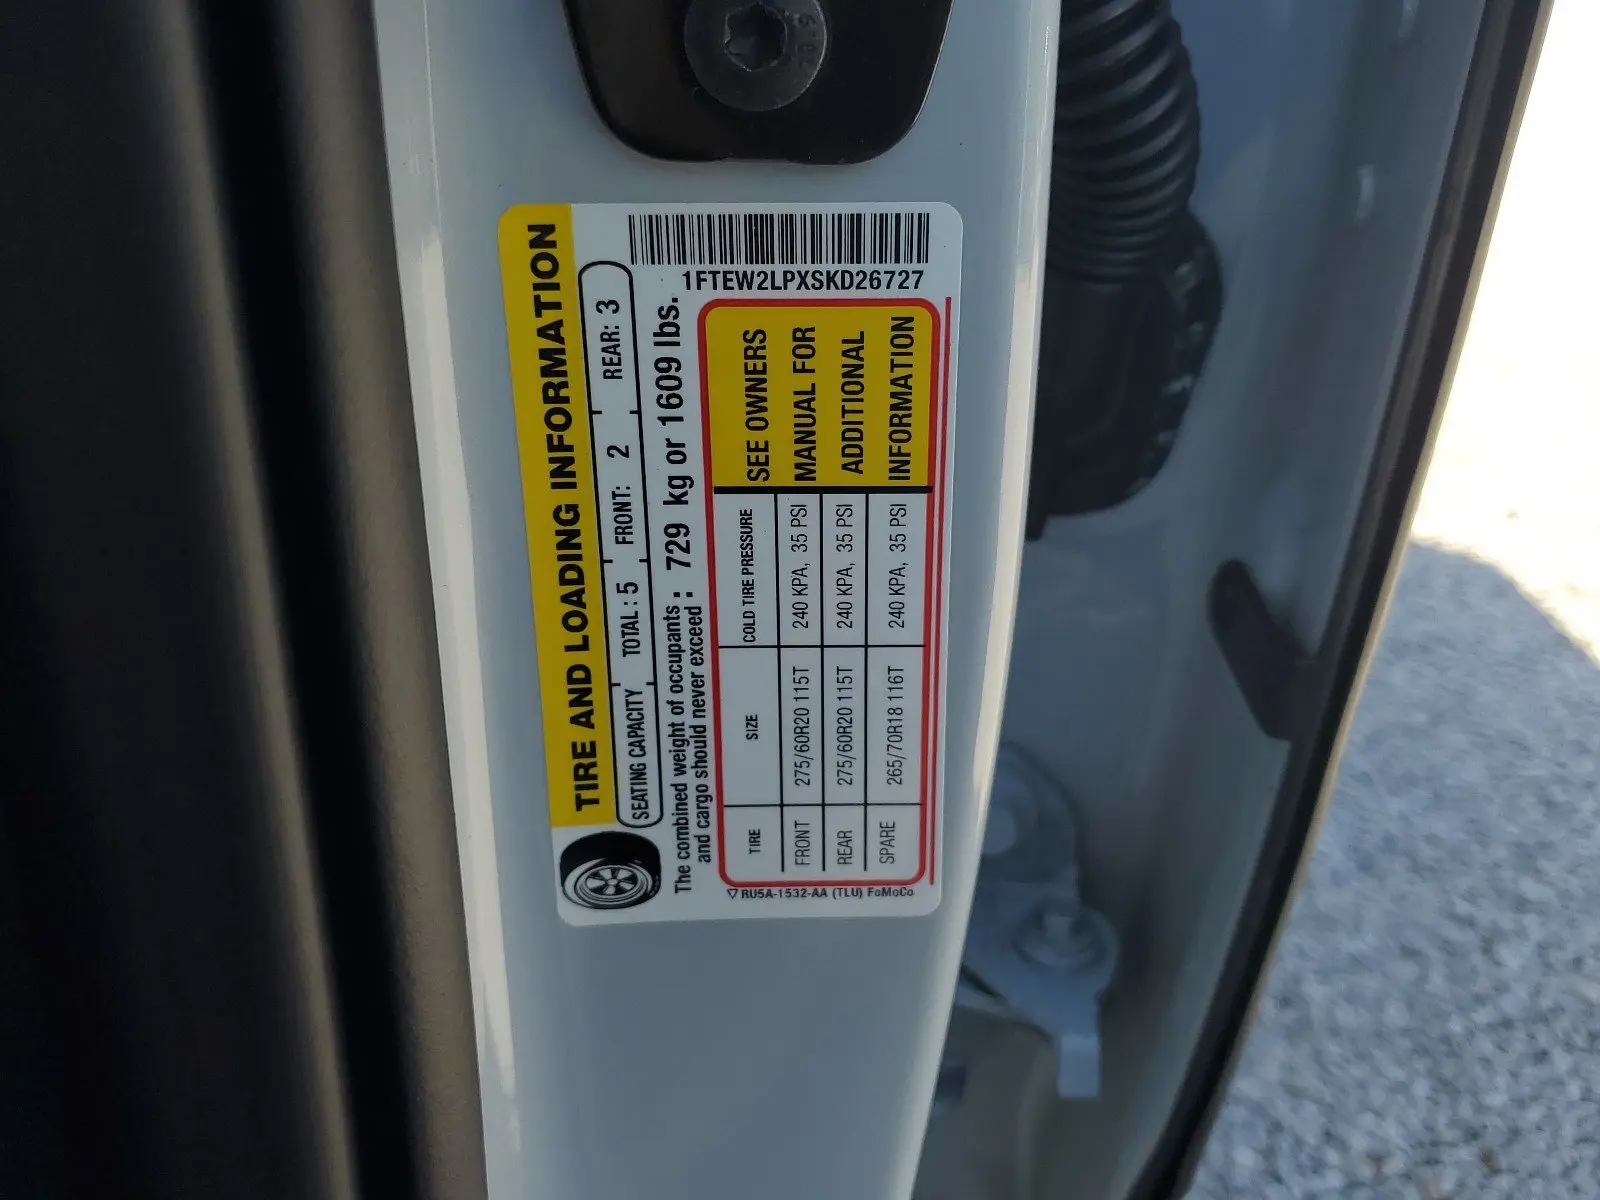 1FTEW2LPXSKD26727
TIRE AND LOADING INFORMATION
SEATING CAPACITY TOTAL: 5 FRONT: 2 REAR: 3
The combined weight of occupants
and cargo should never exceed : 729 kg or 1609 lbs.
TIRE SIZE COLD TIRE PRESSURE
FRONT 275/60R20 115T 240 KPA, 35 PSI
REAR 275/60R20 115T 240 KPA, 35 PSI
SPARE 265/70R18 116T 240 KPA, 35 PSI
SEE OWNERS
MANUAL FOR
ADDITIONAL
INFORMATION
RU5A-1532-AA (TLU) FoMoCo